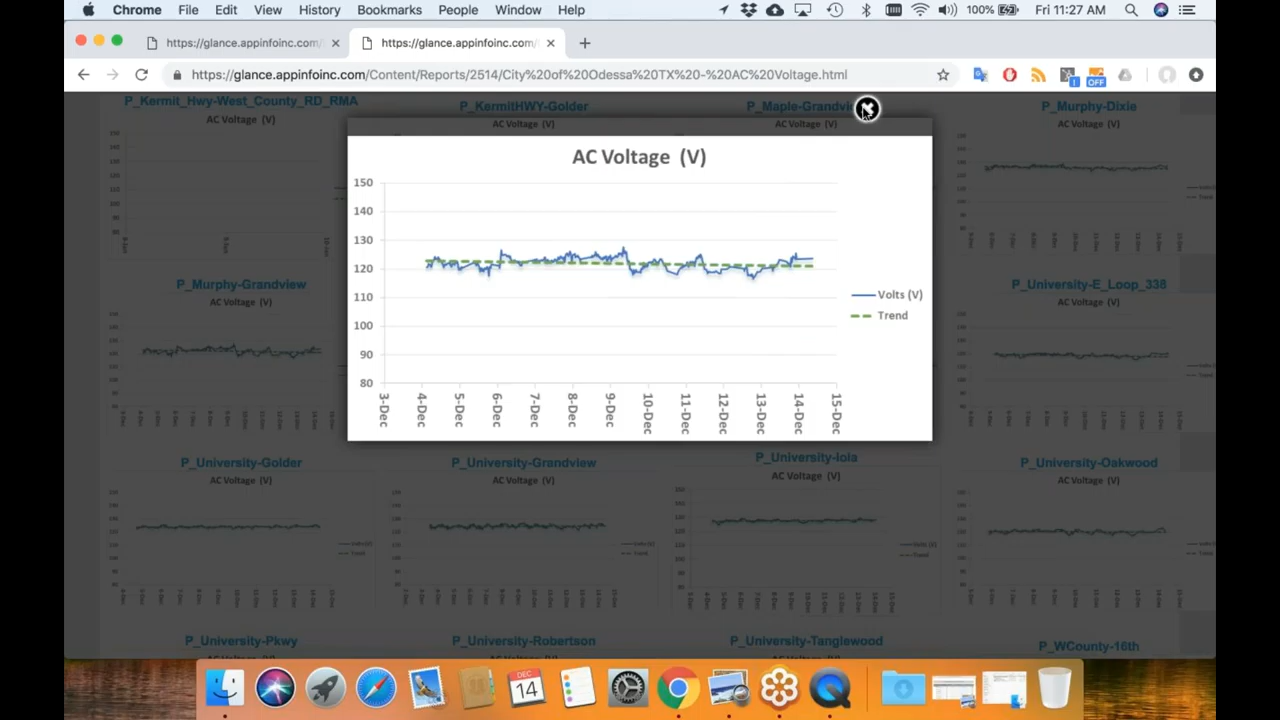 Chrome File Edit View History Bookmarks People Window Help 100% Fri 11:27 AM
https://glance.appinfoinc.com/ https://glance.appinfoinc.com/
https://glance.appinfoinc.com/Content/Reports/2514/City%20of%20Odessa%20TX%20-%20AC%20Voltage.html
OFF
P_Kermit_Hwy-West_County_RD_RMA P_KermitHWY-Golder P_Maple-Grandvi P_Murphy-Dixie
AC Voltage (V) AC Voltage (V) AC Voltage (V) AC Voltage (V)
AC Voltage (V)
150
140
130
120
110
100
90
80
3-Dec 4-Dec 5-Dec 6-Dec 7-Dec 8-Dec 9-Dec 10-Dec 11-Dec 12-Dec 13-Dec 14-Dec 15-Dec
Volts (V)
Trend
P_Murphy-Grandview P_University-E_Loop_338
AC Voltage (V) AC Voltage (V)
P_University-Golder P_University-Grandview P_University-Iola P_University-Oakwood
AC Voltage (V) AC Voltage (V) AC Voltage (V) AC Voltage (V)
P_University-Pkwy P_University-Robertson P_University-Tanglewood P_WCounty-16th
DEC
14